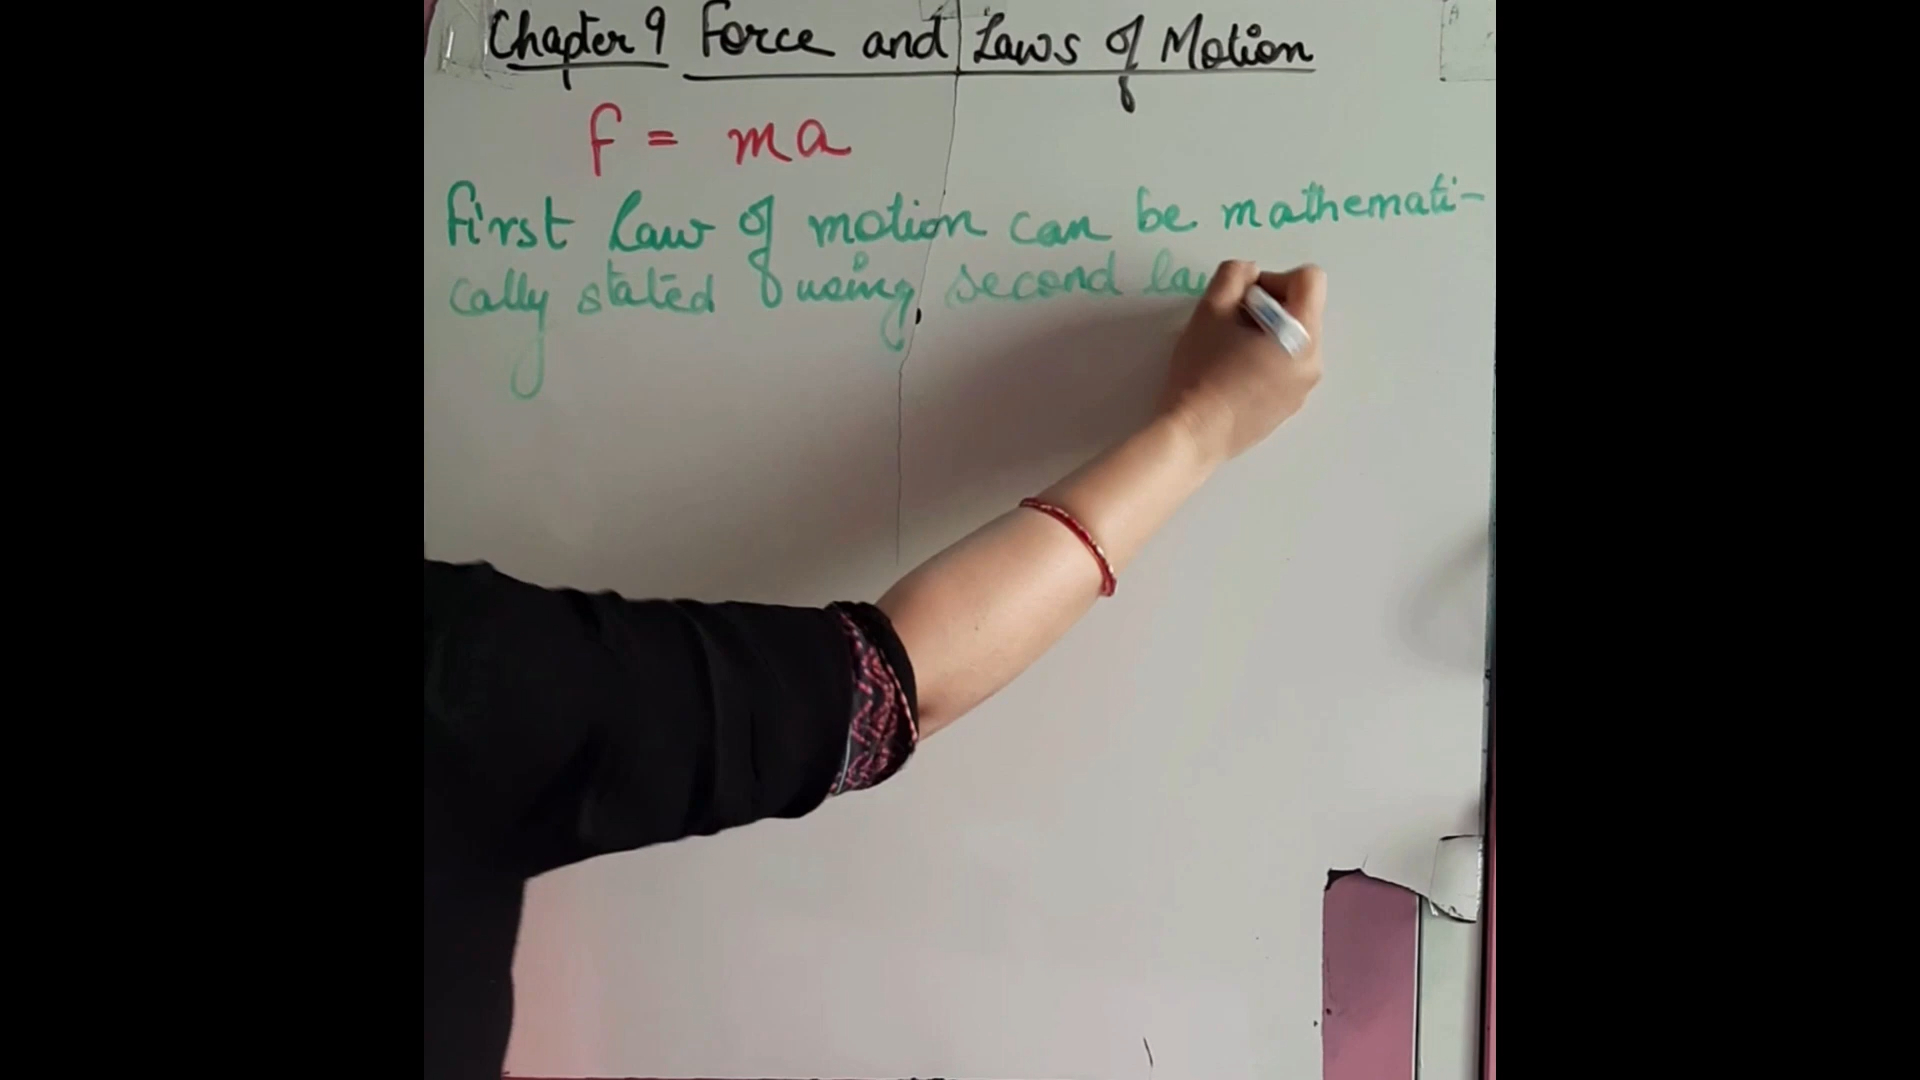 Chapter 9 Force and Laws of Motion
F = ma
First Law of motion can be mathemati-
cally stated using second law